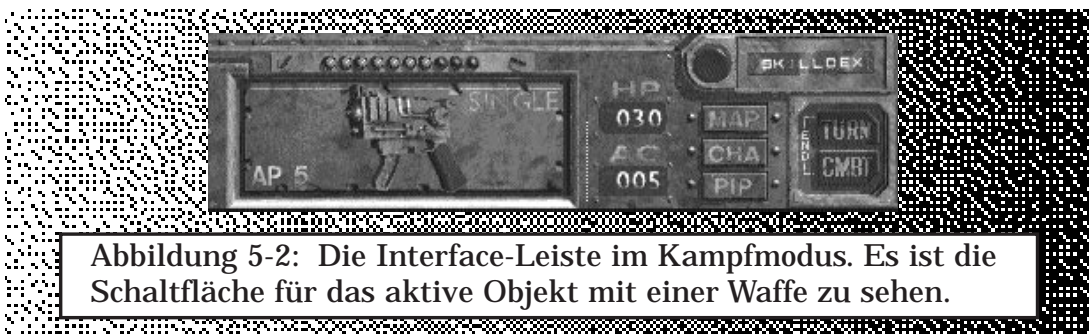 SKILLDEX
SINGLE
HP
030
MAP
TURN
AC
CHA
CMBT
005
PIP
AP 5
END
Abbildung 5-2: Die Interface-Leiste im Kampfmodus. Es ist die
Schaltfläche für das aktive Objekt mit einer Waffe zu sehen.